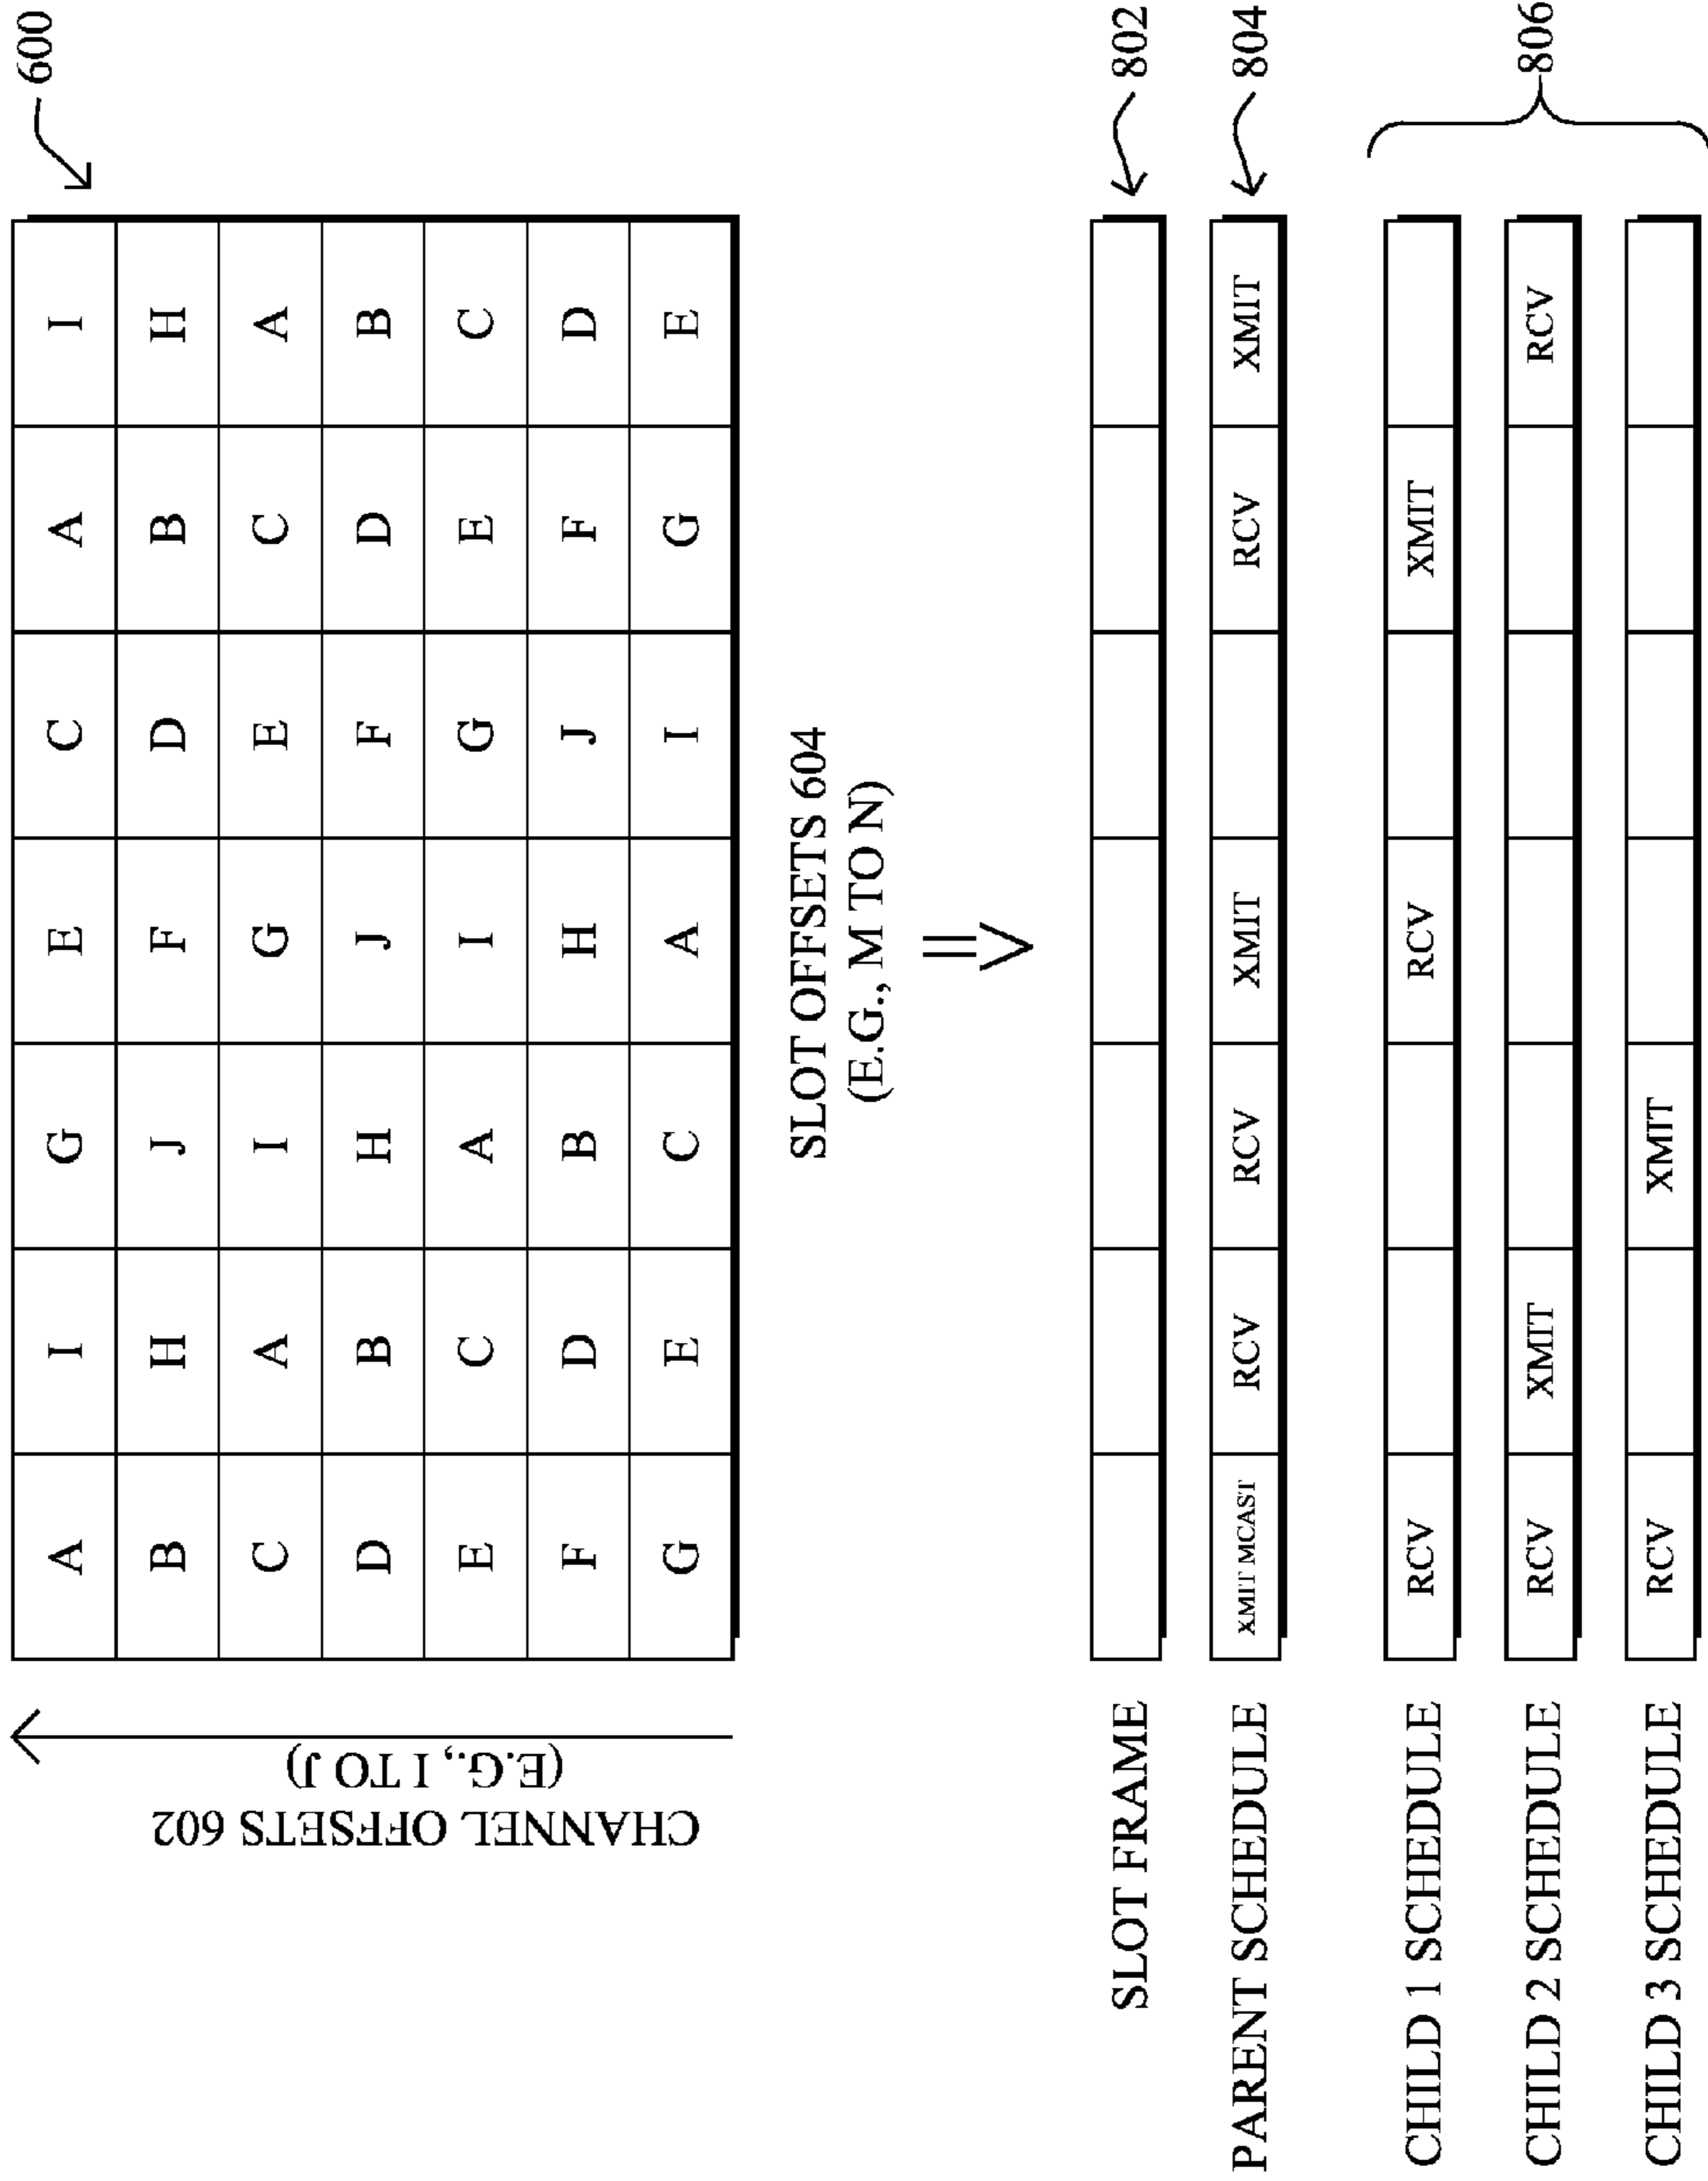 600
CHANNEL OFFSETS 602
(E.G., I TO J)
A I G E C A I
B H J F D B H
C A I G E C A
D B H J F D B
E C A I G E C
F D B H J F D
G E C A I G E
SLOT OFFSETS 604
(E.G., M TO N)
SLOT FRAME 802
PARENT SCHEDULE XMIT MCAST RCV RCV XMIT RCV XMIT 804
CHILD 1 SCHEDULE RCV RCV XMIT
CHILD 2 SCHEDULE RCV XMIT RCV
806
CHILD 3 SCHEDULE RCV XMIT